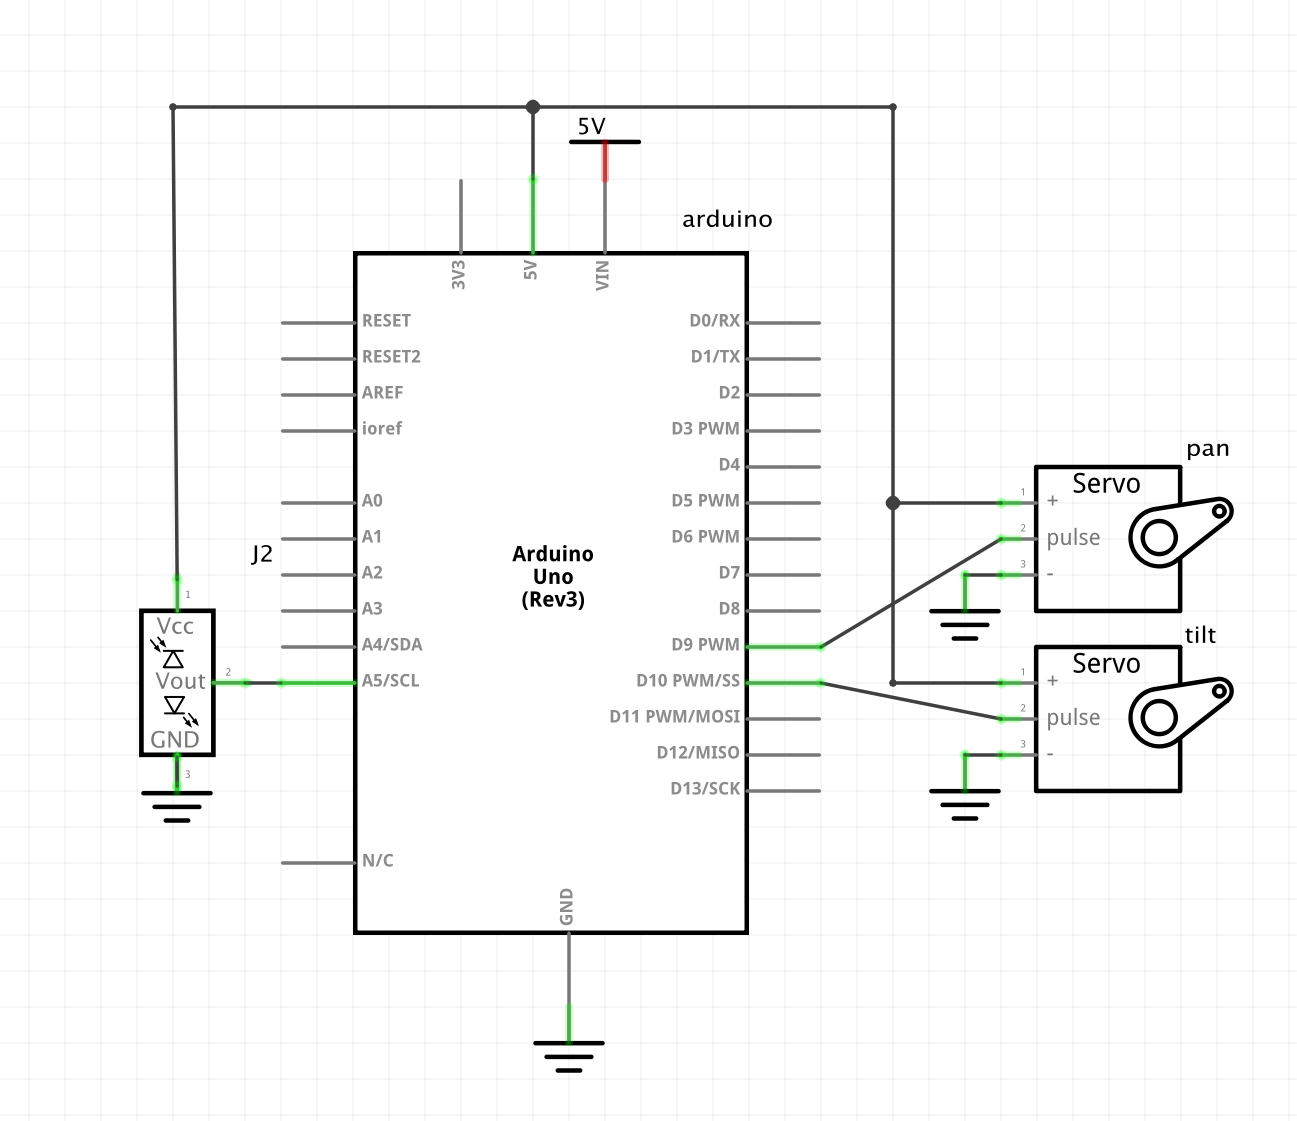 5V
arduino
3V3
5V
VIN
RESET
RESET2
AREF
ioref
A0
A1
A2
A3
A4/SDA
A5/SCL
N/C
D0/RX
D1/TX
D2
D3 PWM
D4
D5 PWM
D6 PWM
D7
D8
D9 PWM
D10 PWM/SS
D11 PWM/MOSI
D12/MISO
D13/SCK
Arduino
Uno
(Rev3)
GND
J2
1
Vcc
Vout
2
GND
3
pan
Servo
1
+
2
pulse
3
-
tilt
Servo
1
+
2
pulse
3
-